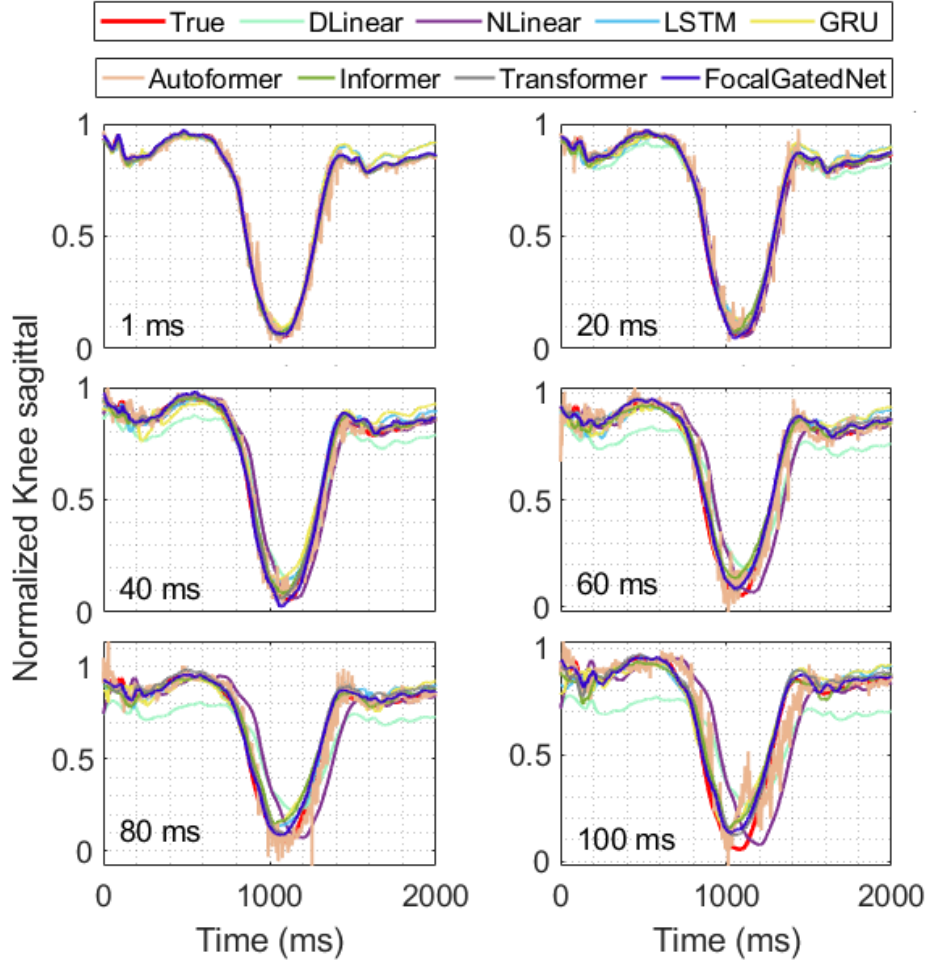 True DLinear NLinear LSTM GRU
Autoformer Informer Transformer FocalGatedNet
Normalized Knee sagittal
1
0.5
0
1 ms
20 ms
1
0.5
0
1
0.5
0
40 ms
60 ms
1
0.5
0
1
0.5
0
80 ms
100 ms
1
0.5
0
0 1000 2000
0 1000 2000
Time (ms)
Time (ms)